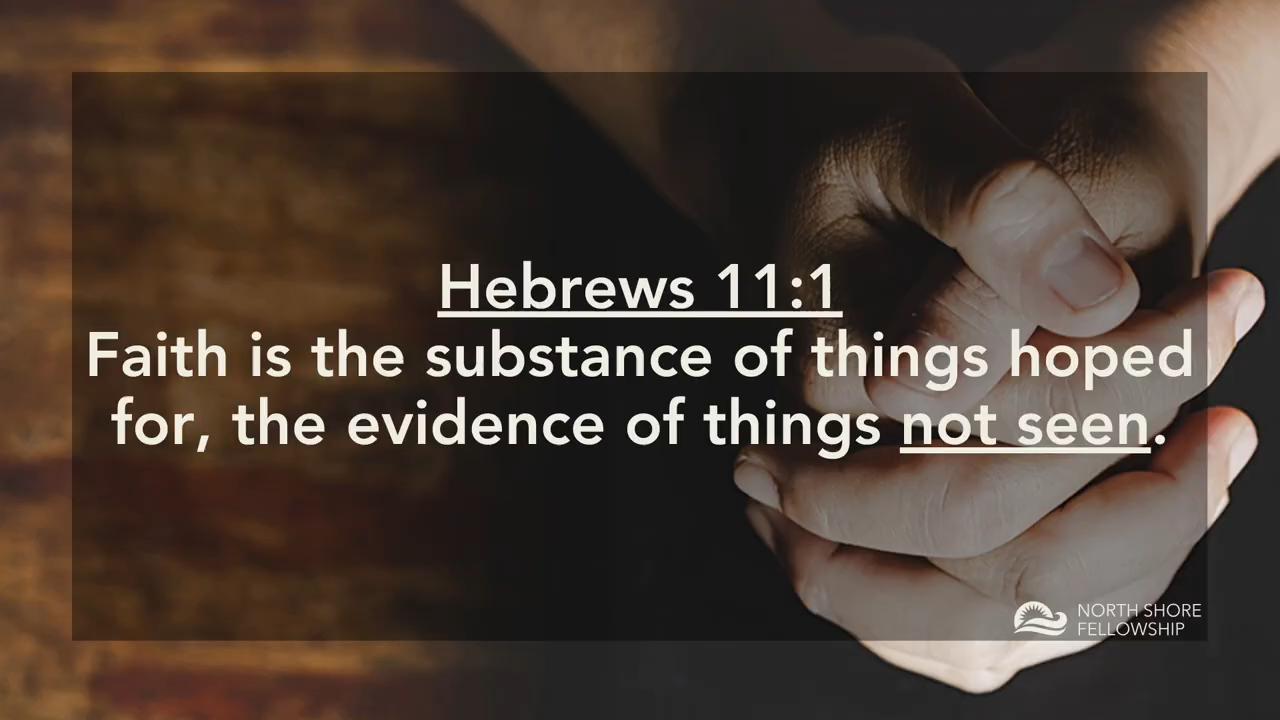 Hebrews 11:1
Faith is the substance of things hoped
for, the evidence of things not seen.
NORTH SHORE
FELLOWSHIP